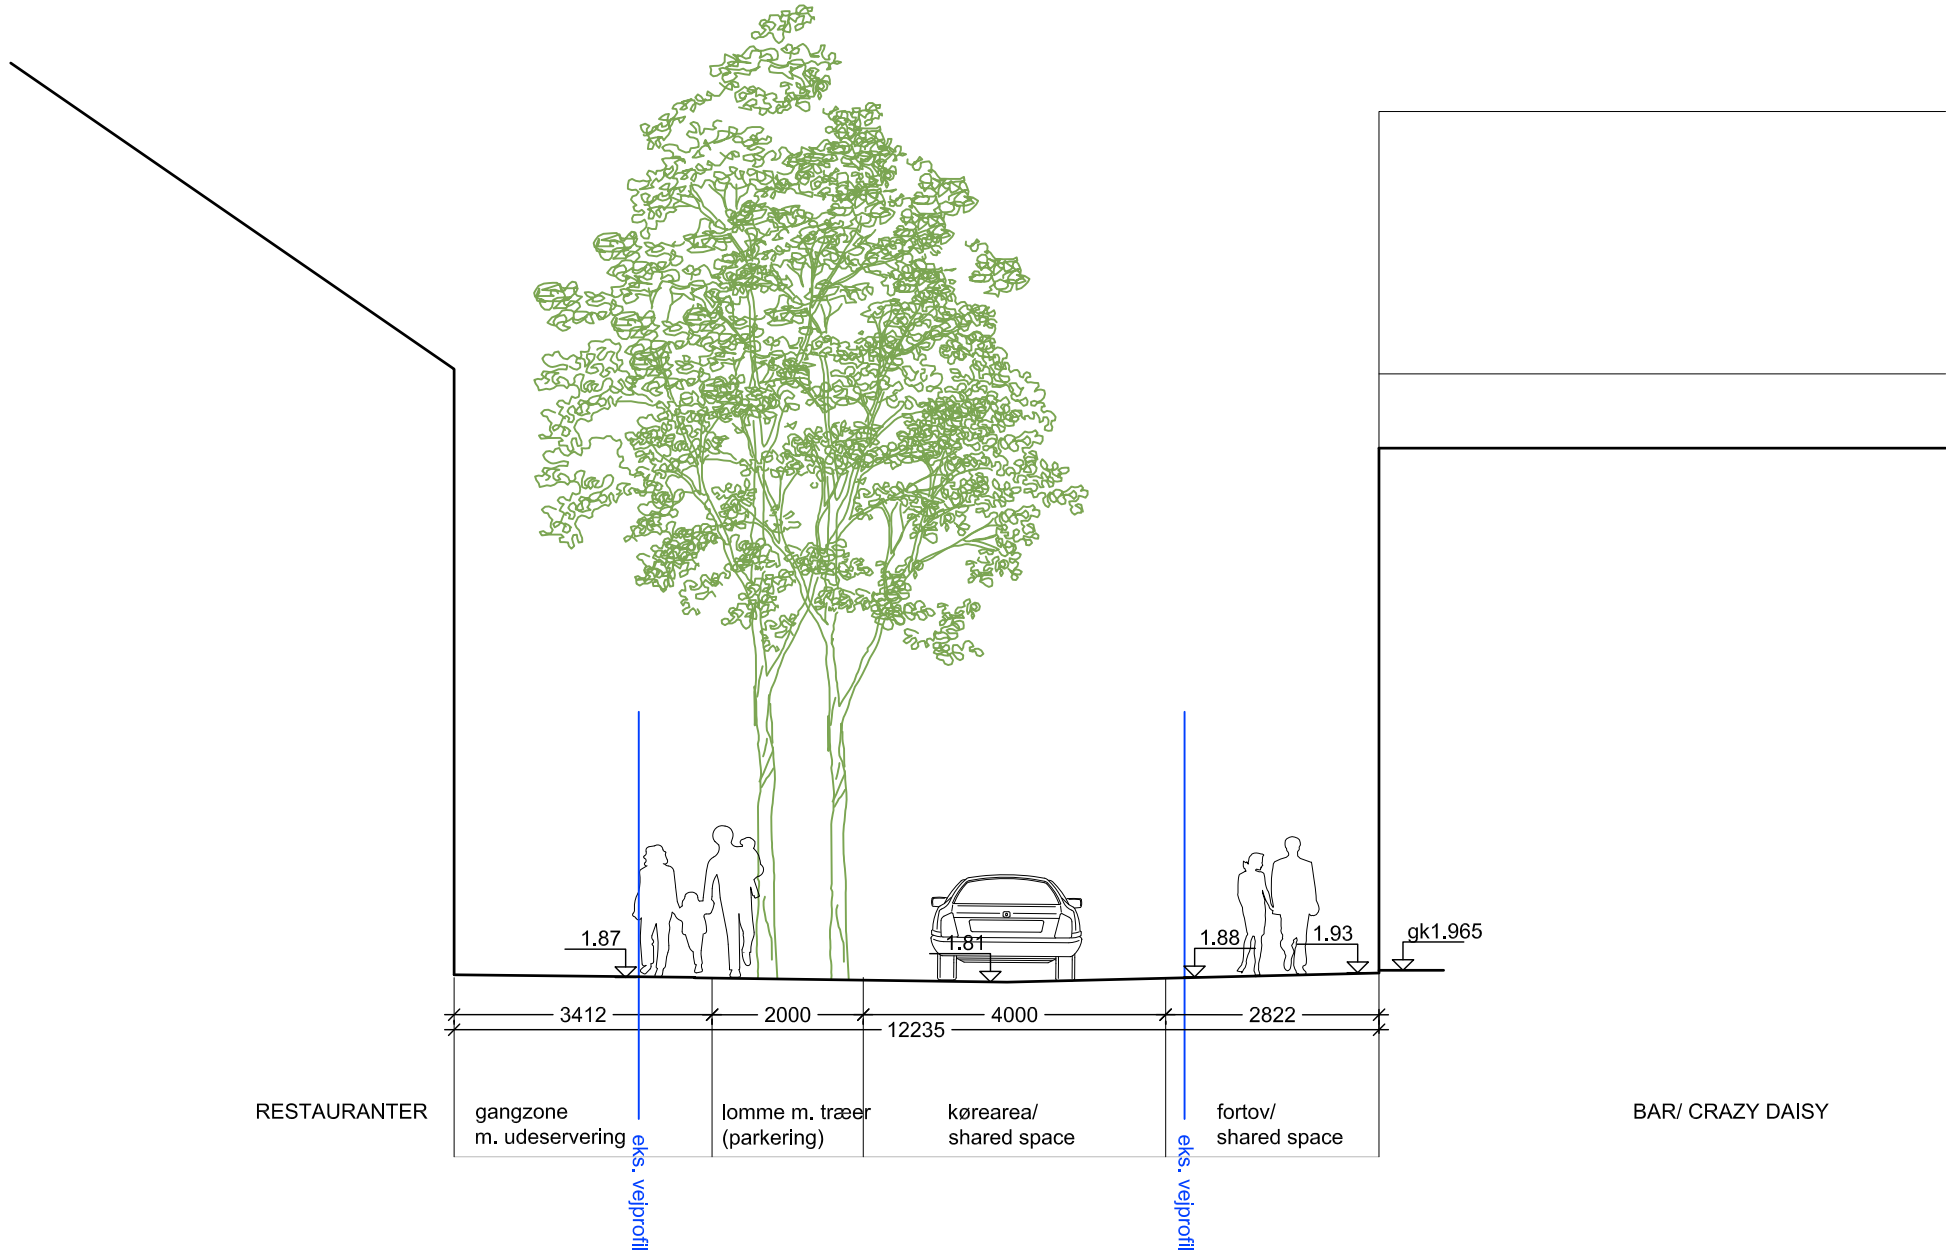 1.87
1.81
1.88
1.93
gk1.965
3412
2000
4000
2822
12235
RESTAURANTER
gangzone
m. udeservering
lomme m. træer
(parkering)
kørearea/
shared space
fortov/
shared space
BAR/ CRAZY DAISY
eks. vejprofil
eks. vejprofil